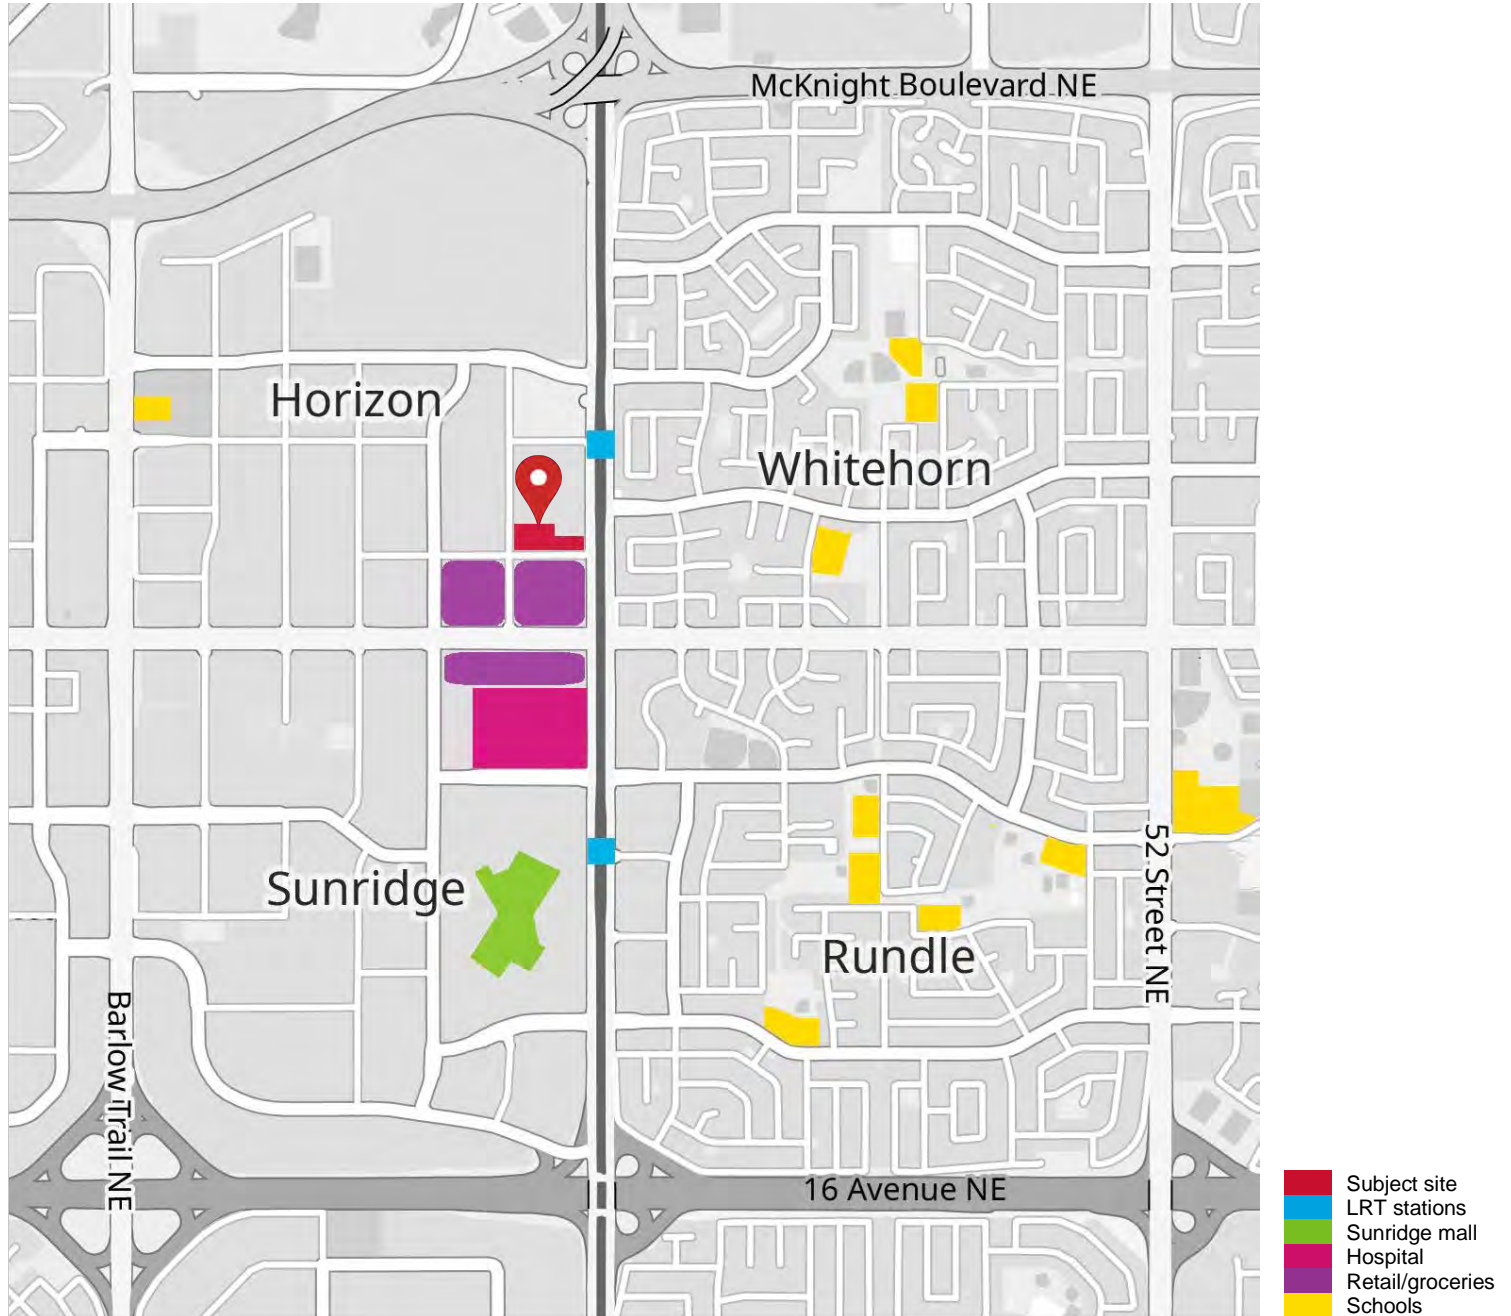 McKnight Boulevard NE
Horizon
Whitehorn
52 Street NE
Sunridge
Rundle
Barlow Trail NE
16 Avenue NE
Subject site
LRT stations
Sunridge mall
Hospital
Retail/groceries
Schools